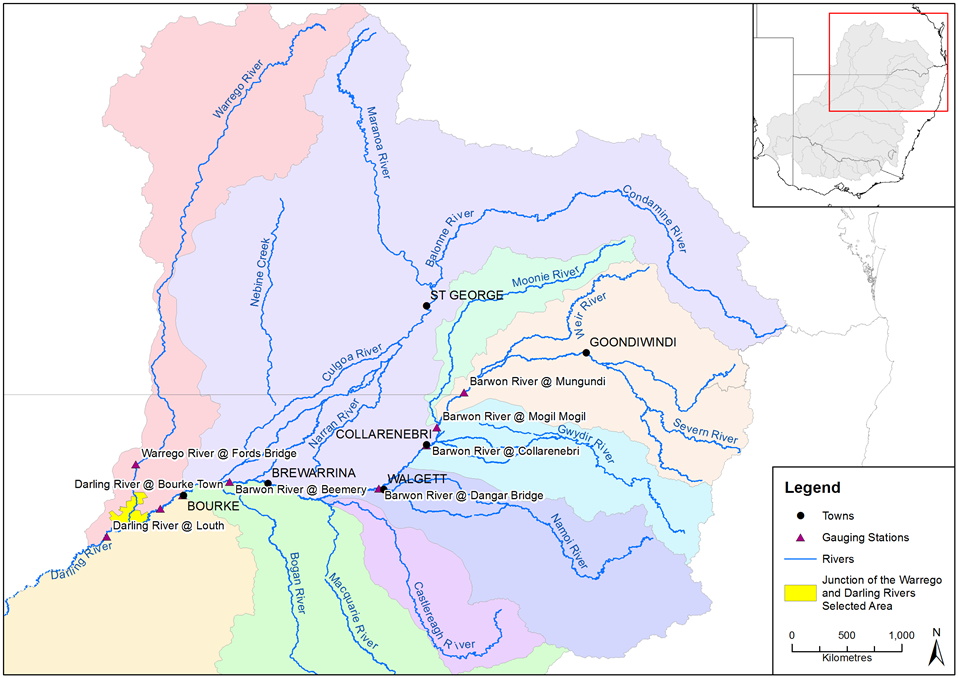 Warrego River
Maranoa River
Balonne River
Condamine River
Nebine Creek
Moonie River
ST GEORGE
Weir River
GOONDIWINDI
Culgoa River
Barwon River @ Mungundi
Narran River
Barwon River @ Mogil Mogil
COLLARENEBRI
Gwydir River
Severn River
Barwon River @ Collarenebri
Warrego River @ Fords Bridge
BREWARRINA
WALGETT
Darling River @ Bourke Town
Barwon River @ Beemery
Barwon River @ Dangar Bridge
BOURKE
Darling River @ Louth
Namoi River
Darling River
Bogan River
Macquarie River
Castlereagh River
Legend
Towns
Gauging Stations
Rivers
Junction of the Warrego
and Darling Rivers
Selected Area
0 500 1,000
Kilometres
N